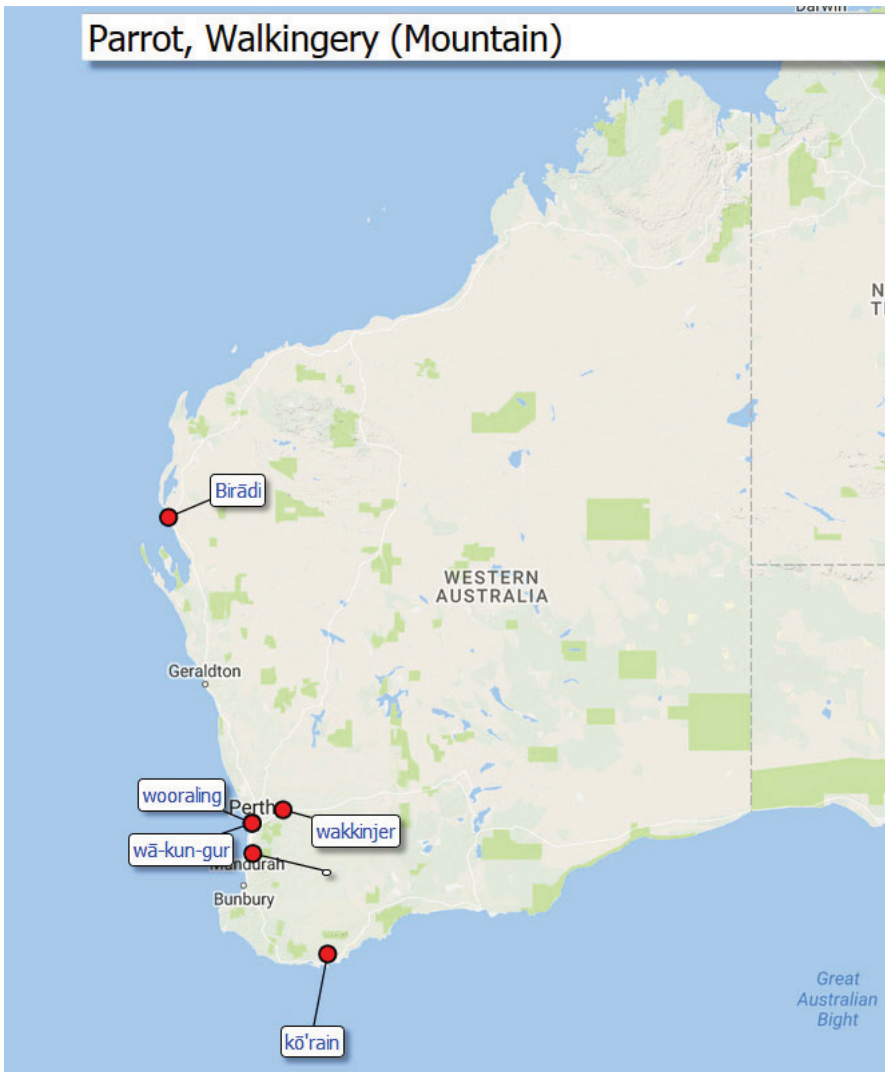 Darwin
Parrot, Walkingery (Mountain)
N
T
Birādi
WESTERN
AUSTRALIA
Geraldton
wooraling
Perth
wakkinjer
wā-kun-gur
Mandurah
Bunbury
Great
Australian
Bight
kō'rain